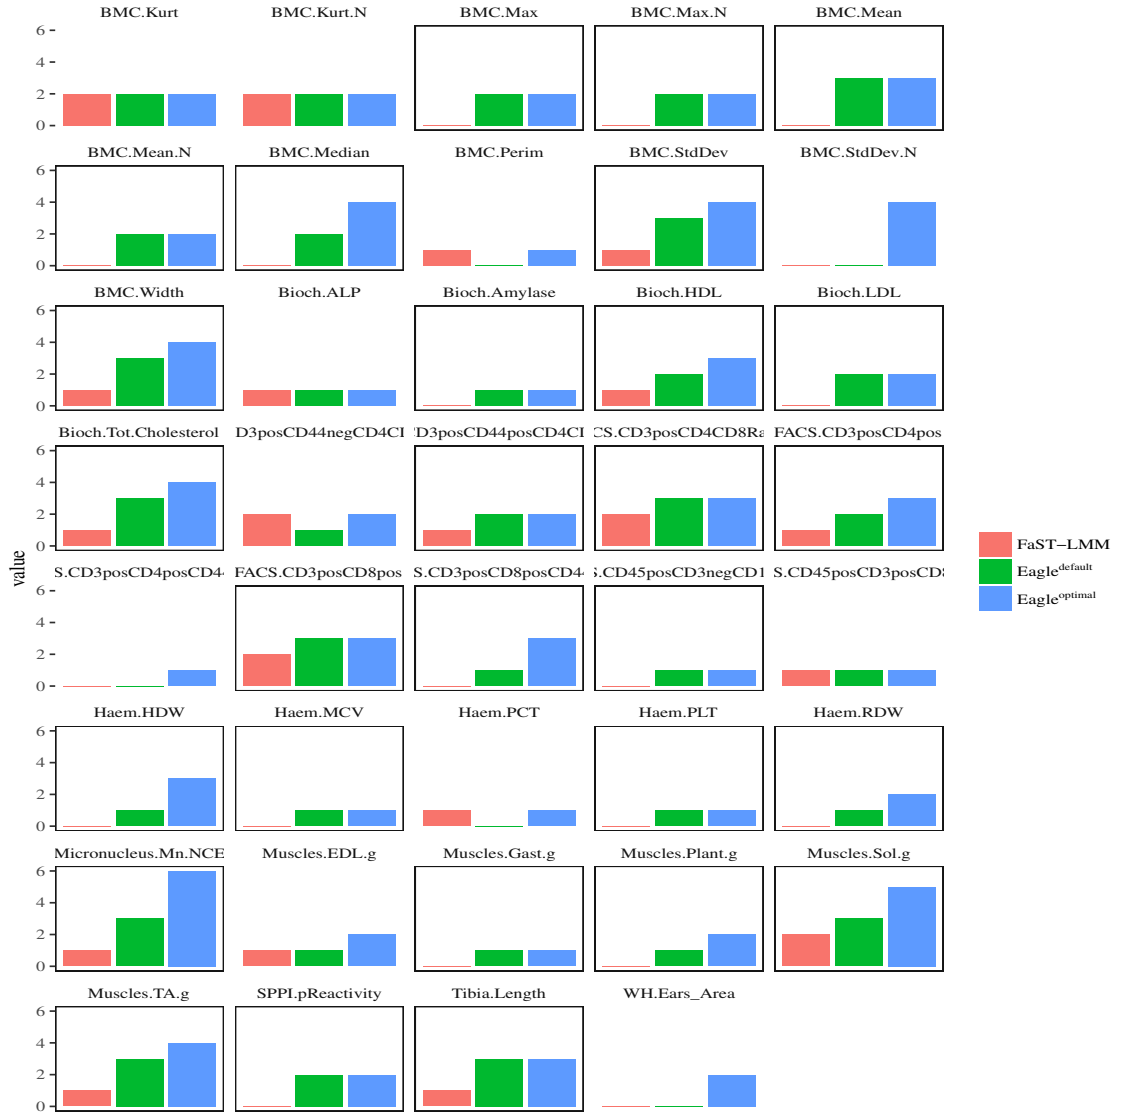 BMC.Kurt BMC.Kurt.N BMC.Max BMC.Max.N BMC.Mean
6
4
2
0
BMC.Mean.N BMC.Median BMC.Perim BMC.StdDev BMC.StdDev.N
6
4
2
0
BMC.Width Bioch.ALP Bioch.Amylase Bioch.HDL Bioch.LDL
6
4
2
0
Bioch.Tot.Cholesterol D3posCD44negCD4CI D3posCD44posCD4CI CS.CD3posCD4CD8Ra FACS.CD3posCD4pos
6
4
2
0
S.CD3posCD4posCD4 FACS.CD3posCD8pos S.CD3posCD8posCD4 S.CD45posCD3negCD1 S.CD45posCD3posCD8
6
4
2
0
Haem.HDW Haem.MCV Haem.PCT Haem.PLT Haem.RDW
6
4
2
0
Micronucleus.Mn.NCE Muscles.EDL.g Muscles.Gast.g Muscles.Plant.g Muscles.Sol.g
6
4
2
0
Muscles.TA.g SPPI.pReactivity Tibia.Length WH.Ears_Area
6
4
2
0
value
FaST−LMM
Eagle^default
Eagle^optimal